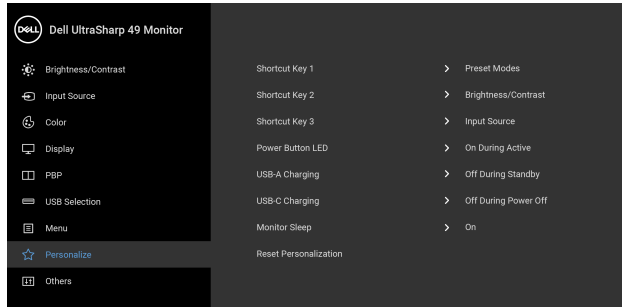 DELL
Dell UltraSharp 49 Monitor
Brightness/Contrast
Input Source
Color
Display
PBP
USB Selection
Menu
Personalize
Others
Shortcut Key 1 > Preset Modes
Shortcut Key 2 > Brightness/Contrast
Shortcut Key 3 > Input Source
Power Button LED > On During Active
USB-A Charging > Off During Standby
USB-C Charging > Off During Power Off
Monitor Sleep > On
Reset Personalization